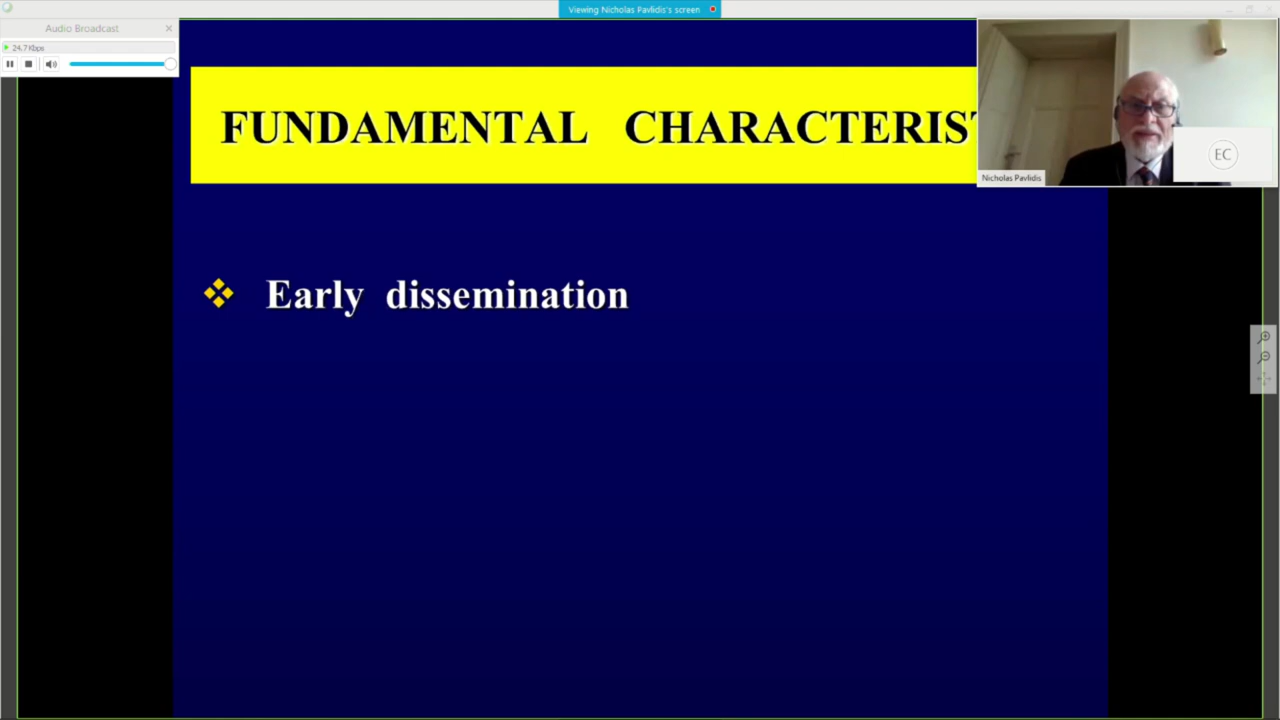 Viewing Nicholas Pavlidis's screen
Audio Broadcast
24.7 Kbps
FUNDAMENTAL CHARACTERIST
Nicholas Pavlidis
EC
Early dissemination